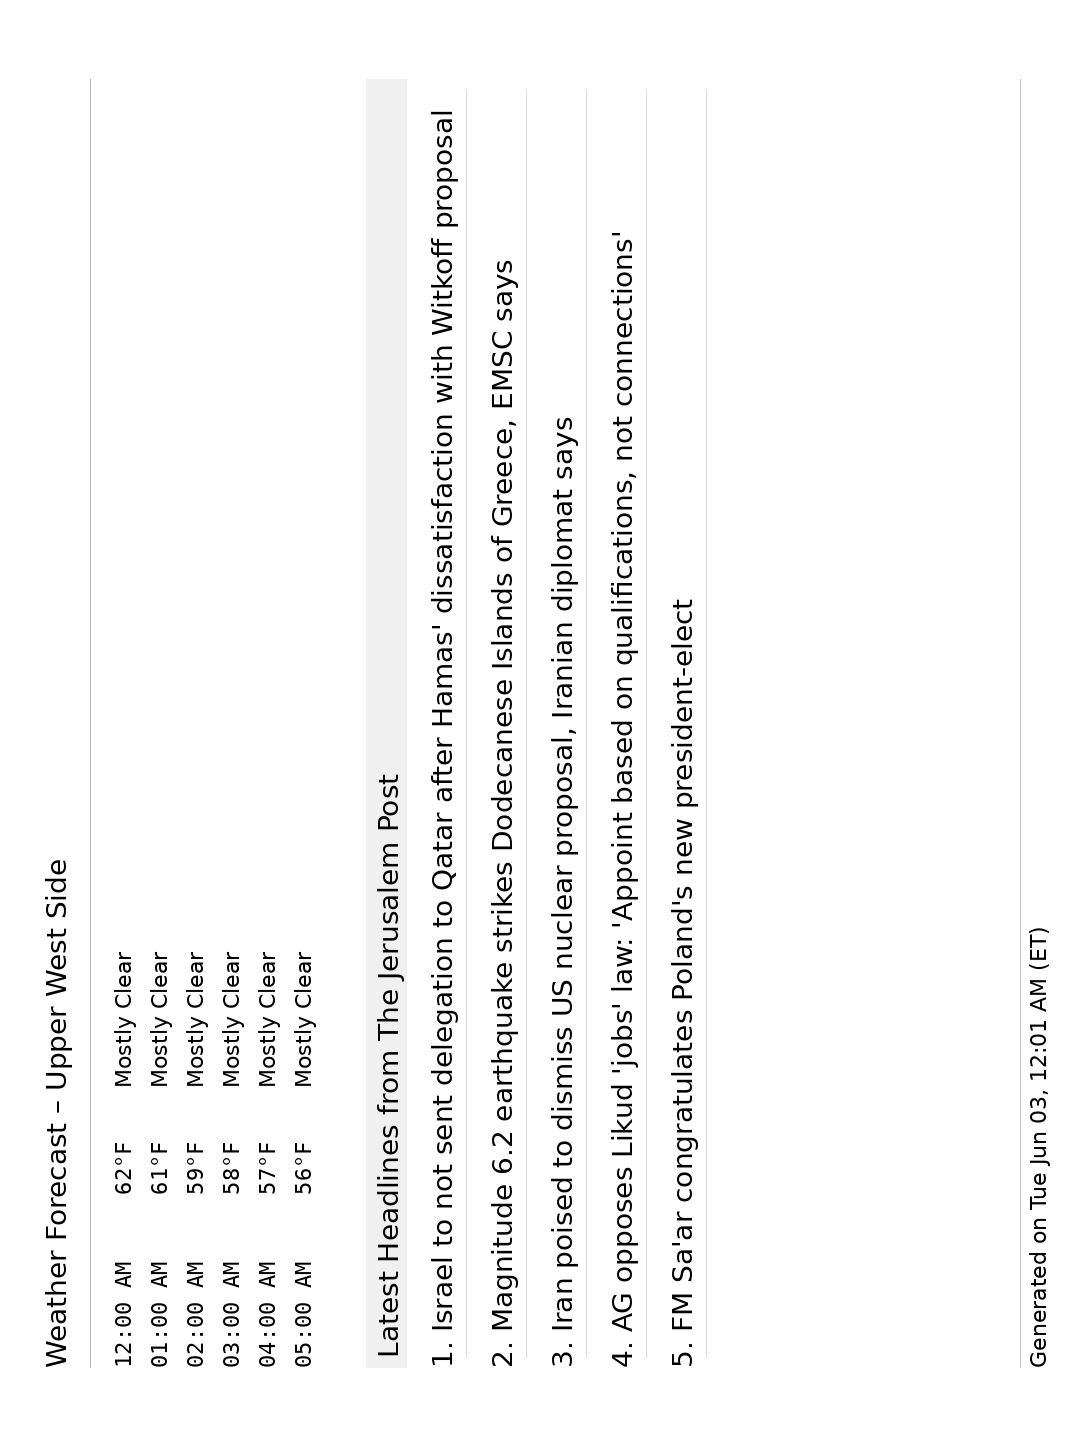 Weather Forecast – Upper West Side
12:00 AM 62°F Mostly Clear
01:00 AM 61°F Mostly Clear
02:00 AM 59°F Mostly Clear
03:00 AM 58°F Mostly Clear
04:00 AM 57°F Mostly Clear
05:00 AM 56°F Mostly Clear
Latest Headlines from The Jerusalem Post
1. Israel to not sent delegation to Qatar after Hamas' dissatisfaction with Witkoff proposal
2. Magnitude 6.2 earthquake strikes Dodecanese Islands of Greece, EMSC says
3. Iran poised to dismiss US nuclear proposal, Iranian diplomat says
4. AG opposes Likud 'jobs' law: 'Appoint based on qualifications, not connections'
5. FM Sa'ar congratulates Poland's new president-elect
Generated on Tue Jun 03, 12:01 AM (ET)